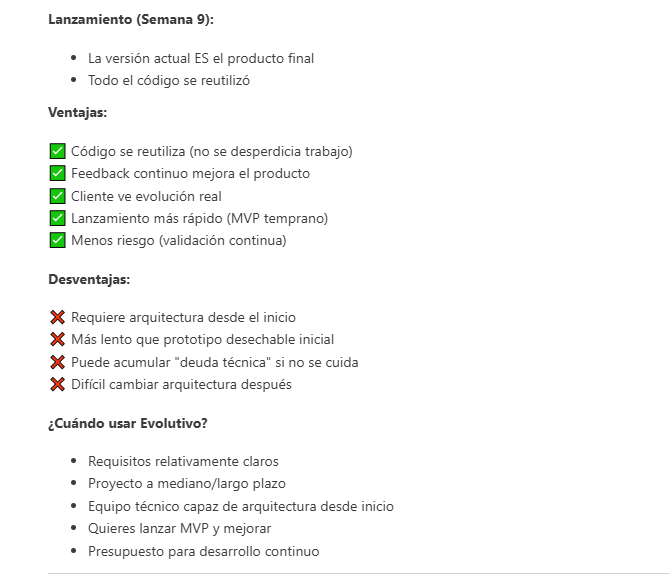 Lanzamiento (Semana 9):
• La versión actual ES el producto final
• Todo el código se reutilizó
Ventajas:
✅ Código se reutiliza (no se desperdicia trabajo)
✅ Feedback continuo mejora el producto
✅ Cliente ve evolución real
✅ Lanzamiento más rápido (MVP temprano)
✅ Menos riesgo (validación continua)
Desventajas:
❌ Requiere arquitectura desde el inicio
❌ Más lento que prototipo desechable inicial
❌ Puede acumular "deuda técnica" si no se cuida
❌ Difícil cambiar arquitectura después
¿Cuándo usar Evolutivo?
• Requisitos relativamente claros
• Proyecto a mediano/largo plazo
• Equipo técnico capaz de arquitectura desde inicio
• Quieres lanzar MVP y mejorar
• Presupuesto para desarrollo continuo